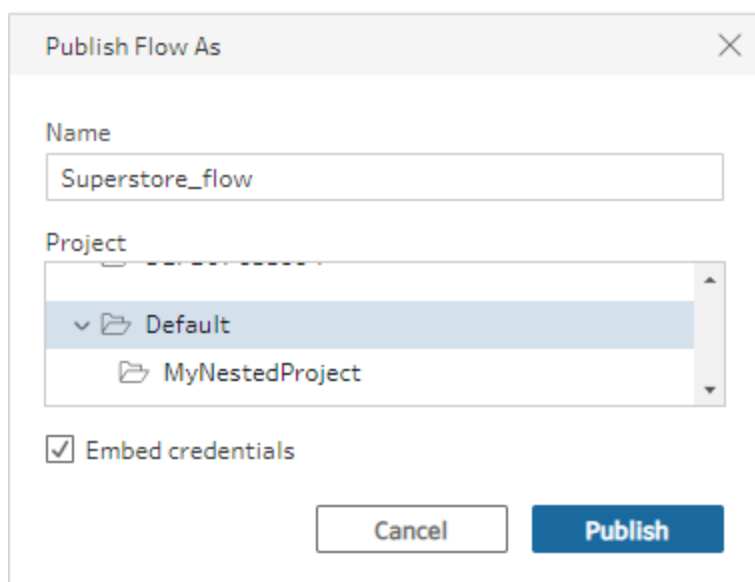 Publish Flow As
Name
Superstore_flow
Project
Default
MyNestedProject
Embed credentials
Cancel
Publish